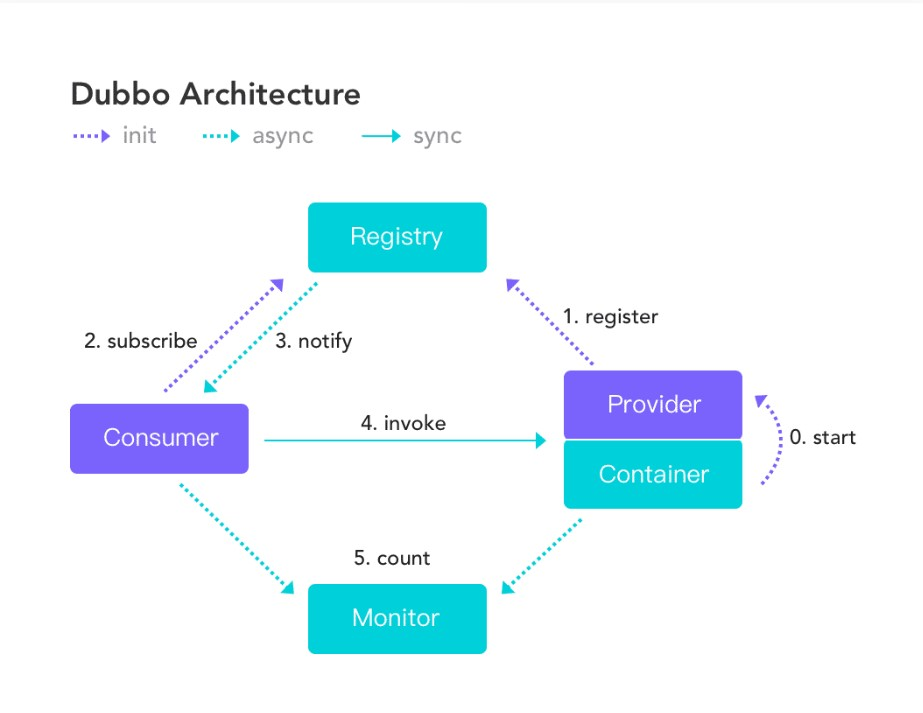 Dubbo Architecture
init async sync
Registry
1. register
2. subscribe 3. notify
Provider
4. invoke
Consumer
0. start
Container
5. count
Monitor